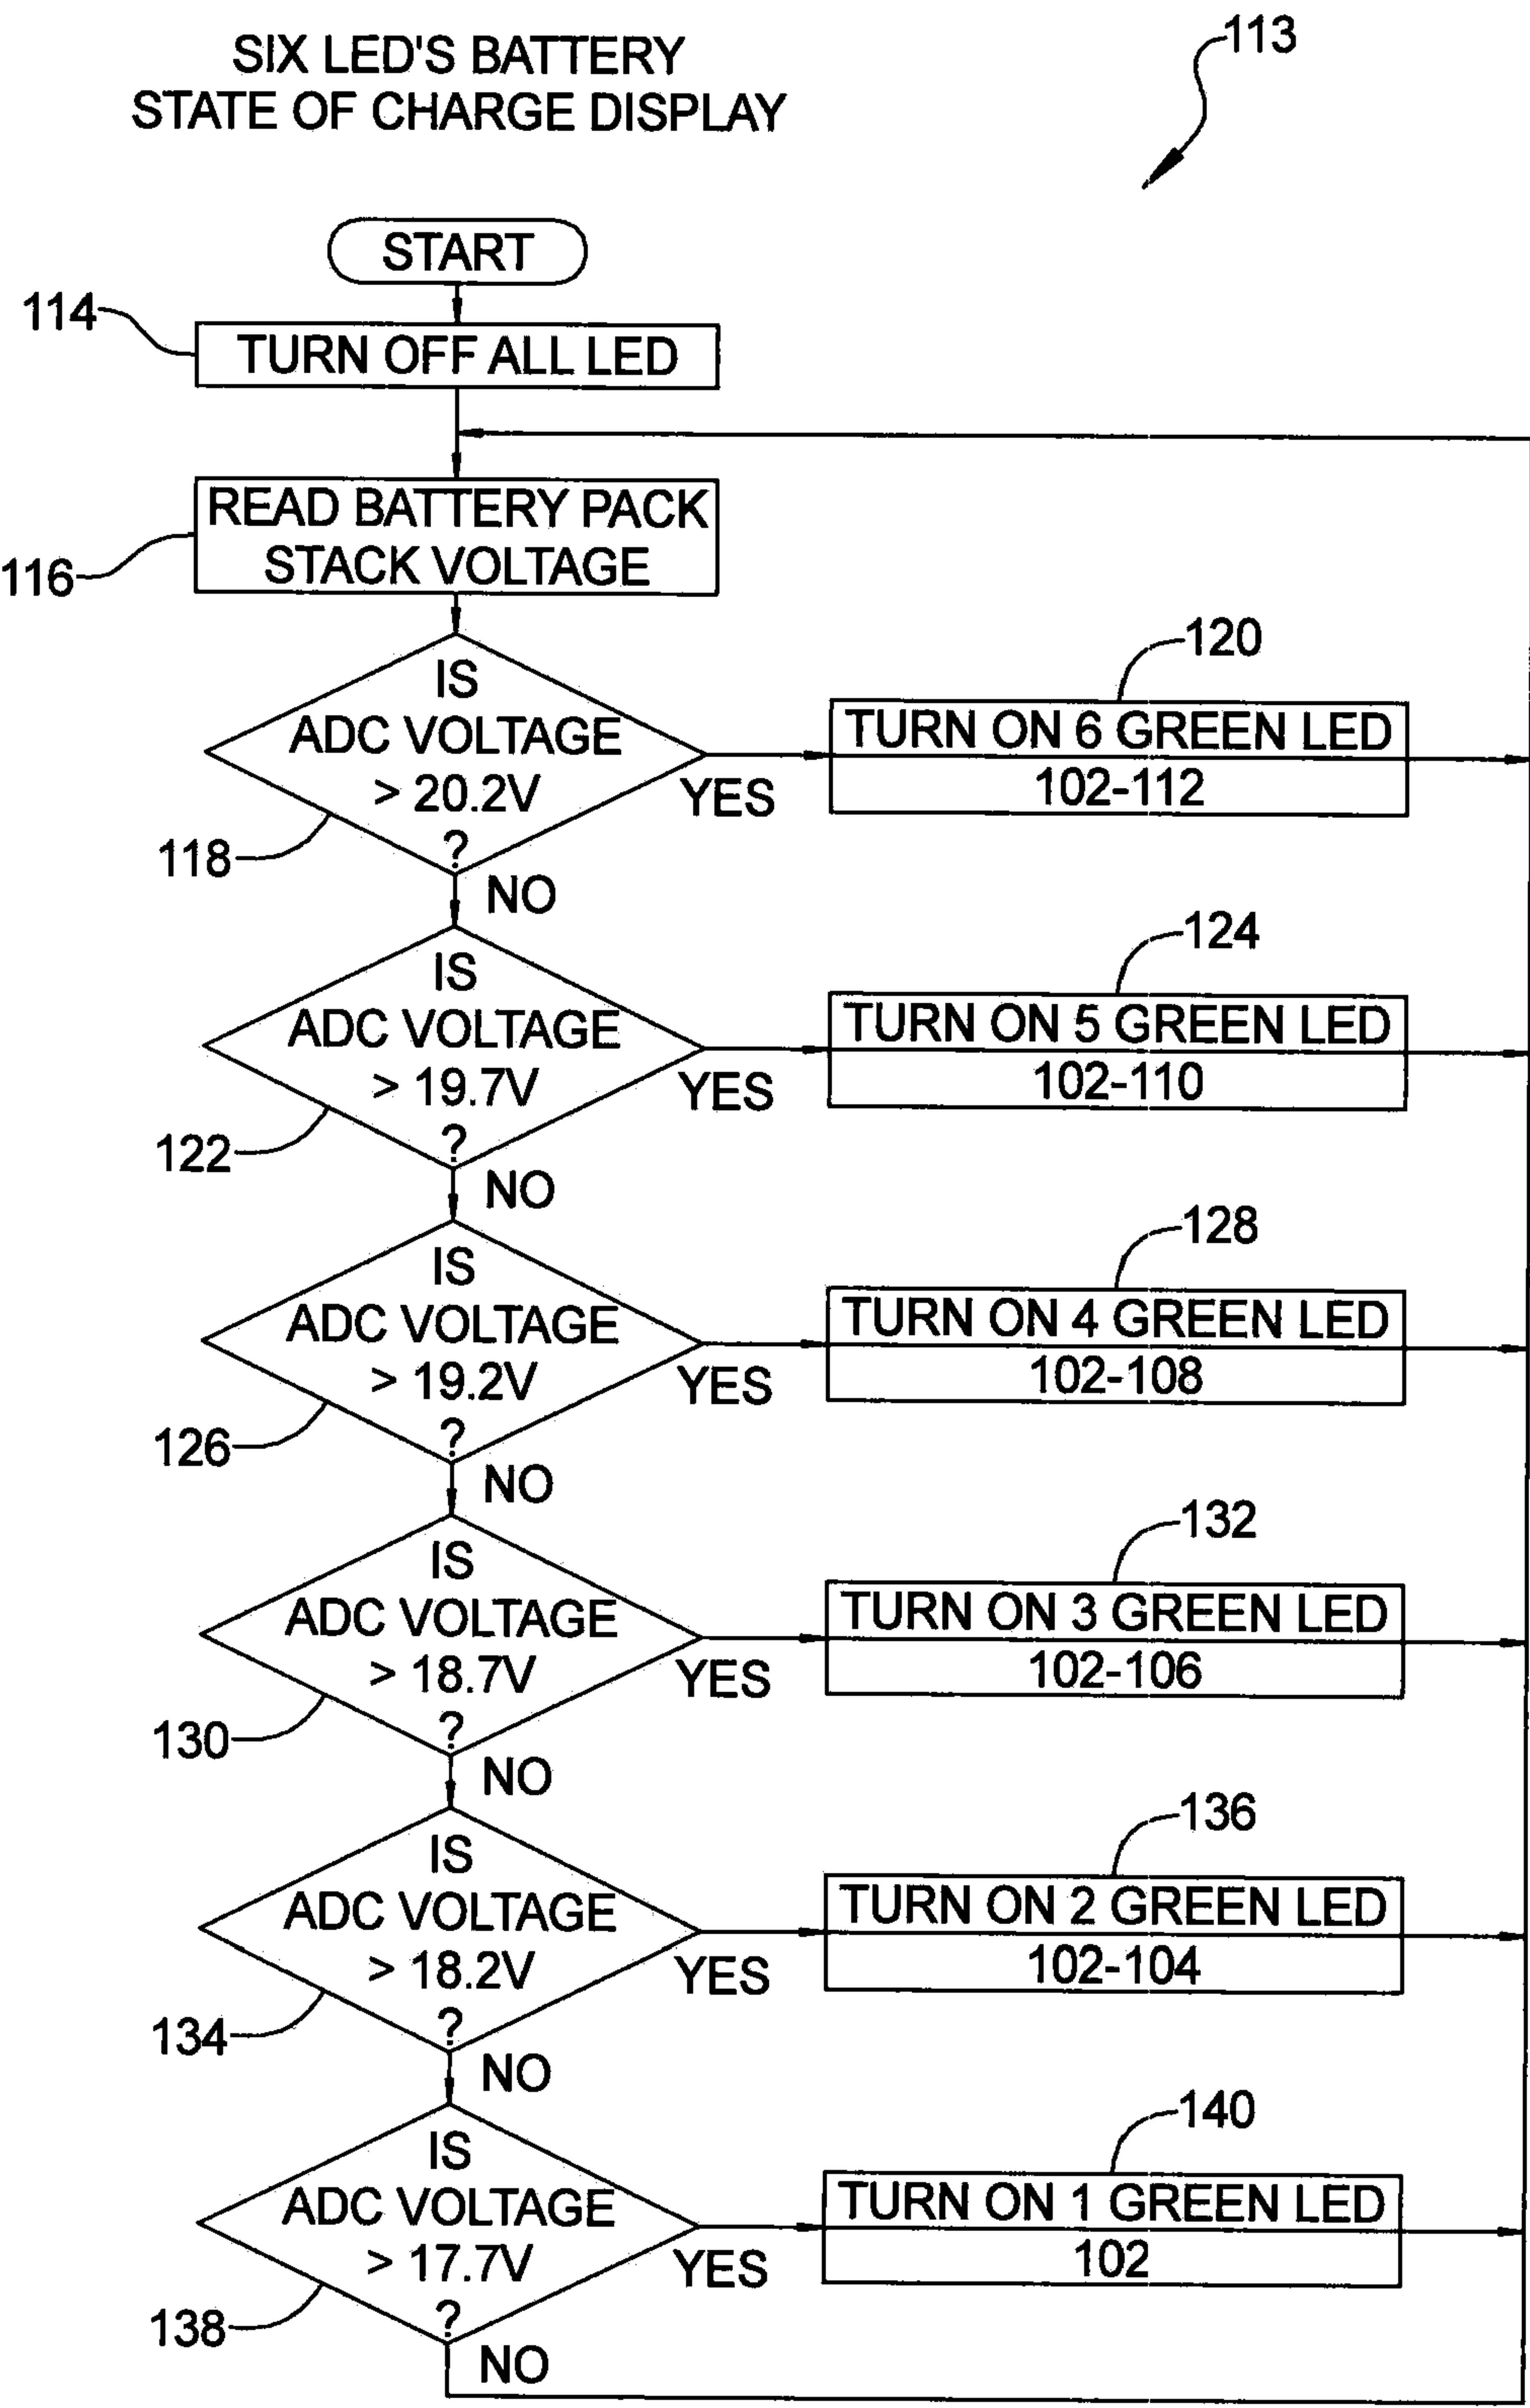 SIX LED'S BATTERY
STATE OF CHARGE DISPLAY
113
START
114
TURN OFF ALL LED
READ BATTERY PACK
STACK VOLTAGE
116
IS
ADC VOLTAGE
> 20.2V
?
118
YES
NO
120
TURN ON 6 GREEN LED
102-112
IS
ADC VOLTAGE
> 19.7V
?
122
YES
NO
124
TURN ON 5 GREEN LED
102-110
IS
ADC VOLTAGE
> 19.2V
?
126
YES
NO
128
TURN ON 4 GREEN LED
102-108
IS
ADC VOLTAGE
> 18.7V
?
130
YES
NO
132
TURN ON 3 GREEN LED
102-106
IS
ADC VOLTAGE
> 18.2V
?
134
YES
NO
136
TURN ON 2 GREEN LED
102-104
IS
ADC VOLTAGE
> 17.7V
?
138
YES
NO
140
TURN ON 1 GREEN LED
102